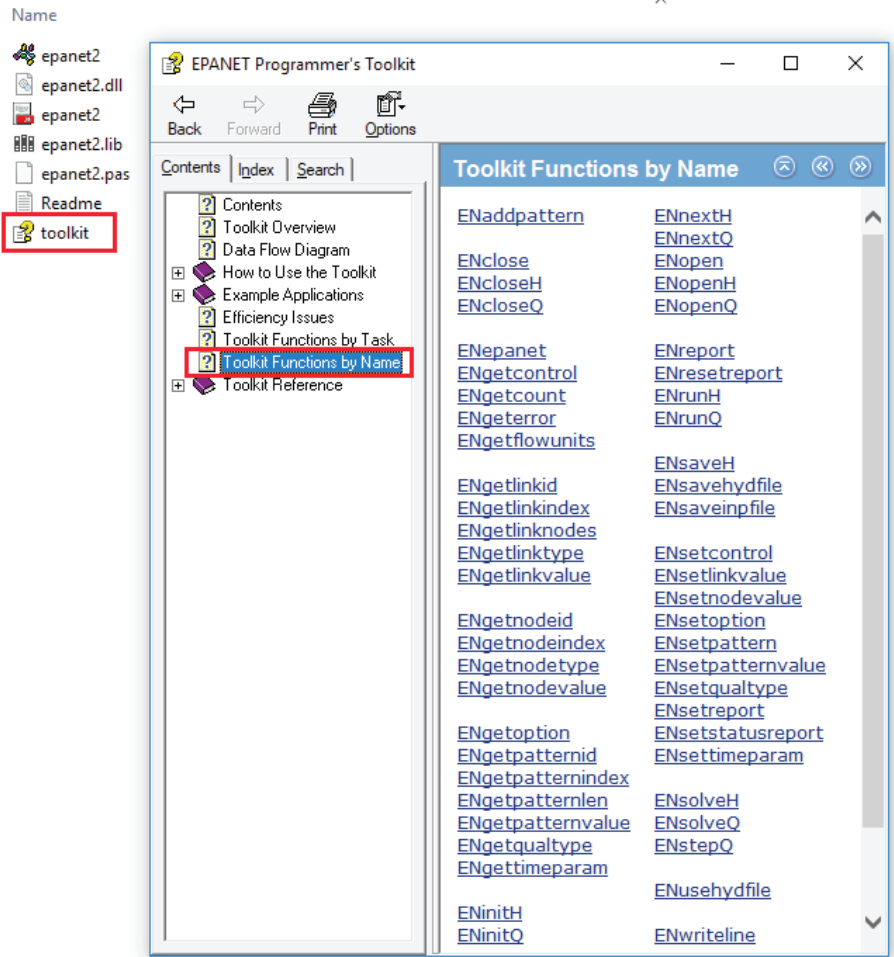 Name
epanet2
epanet2.dll
epanet2
epanet2.lib
epanet2.pas
Readme
toolkit
EPANET Programmer's Toolkit
Back Forward Print Options
Contents Index Search
Contents
Toolkit Overview
Data Flow Diagram
How to Use the Toolkit
Example Applications
Efficiency Issues
Toolkit Functions by Task
Toolkit Functions by Name
Toolkit Reference
Toolkit Functions by Name
ENaddpattern
ENclose
ENcloseH
ENcloseQ
ENepanet
ENgetcontrol
ENgetcount
ENgeterror
ENgetflowunits
ENgetlinkid
ENgetlinkindex
ENgetlinknodes
ENgetlinktype
ENgetlinkvalue
ENgetnodeid
ENgetnodeindex
ENgetnodetype
ENgetnodevalue
ENgetoption
ENgetpatternid
ENgetpatternindex
ENgetpatternlen
ENgetpatternvalue
ENgetqualtype
ENgettimeparam
ENinitH
ENinitQ
ENnextH
ENnextQ
ENopen
ENopenH
ENopenQ
ENreport
ENresetreport
ENrunH
ENrunQ
ENsaveH
ENsavehydfile
ENsaveinpfile
ENsetcontrol
ENsetlinkvalue
ENsetnodevalue
ENsetoption
ENsetpattern
ENsetpatternvalue
ENsetqualtype
ENsetreport
ENsetstatusreport
ENsettimeparam
ENsolveH
ENsolveQ
ENstepQ
ENusehydfile
ENwriteline